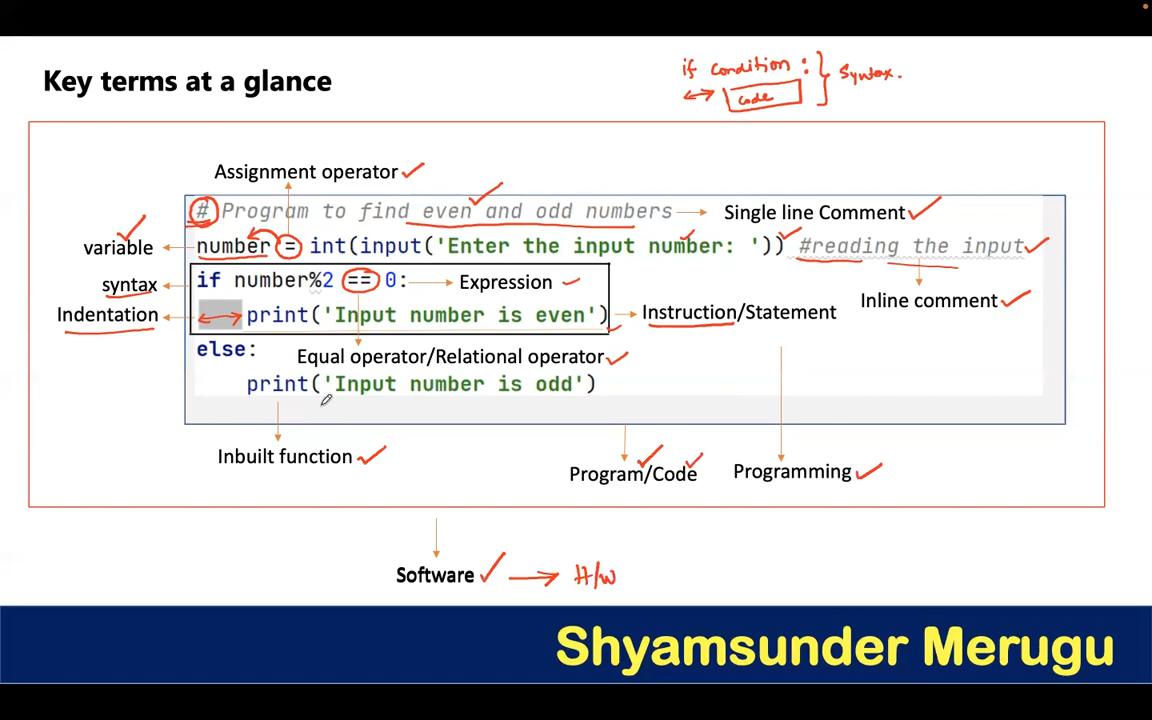 if condition :
Key terms at a glance
Syntax.
code
Assignment operator
# Program to find even and odd numbers
Single line Comment
variable
number = int(input('Enter the input number: ')) #reading the input
syntax
if number%2 == 0:
Expression
Inline comment
Indentation
print('Input number is even')
Instruction/Statement
else:
Equal operator/Relational operator
print('Input number is odd')
Inbuilt function
Program/Code
Programming
Software
H/W
Shyamsunder Merugu